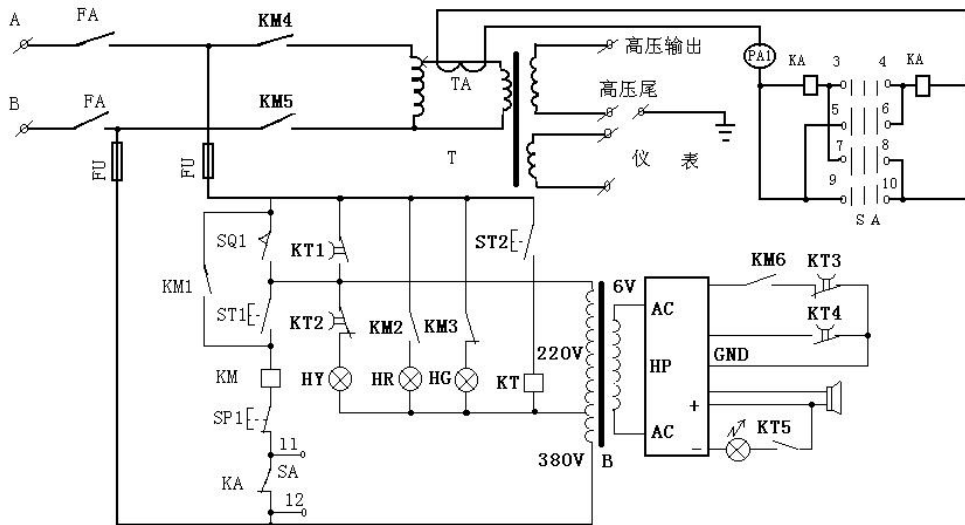 A FA KM4
B FA KM5
TA
T
高压输出
高压尾
仪 表
PA1
KA 3 4 KA
5 6
7 8
9 10
S A
FU FU
SQ1 KT1 ST2
KM1
ST1 KT2 KM2 KM3
KM HY HR HG KT
SP1
11
SA
KA
12
220V
380V
B
6V
AC
HP
AC
GND
+
−
KM6 KT3
KT4
KT5